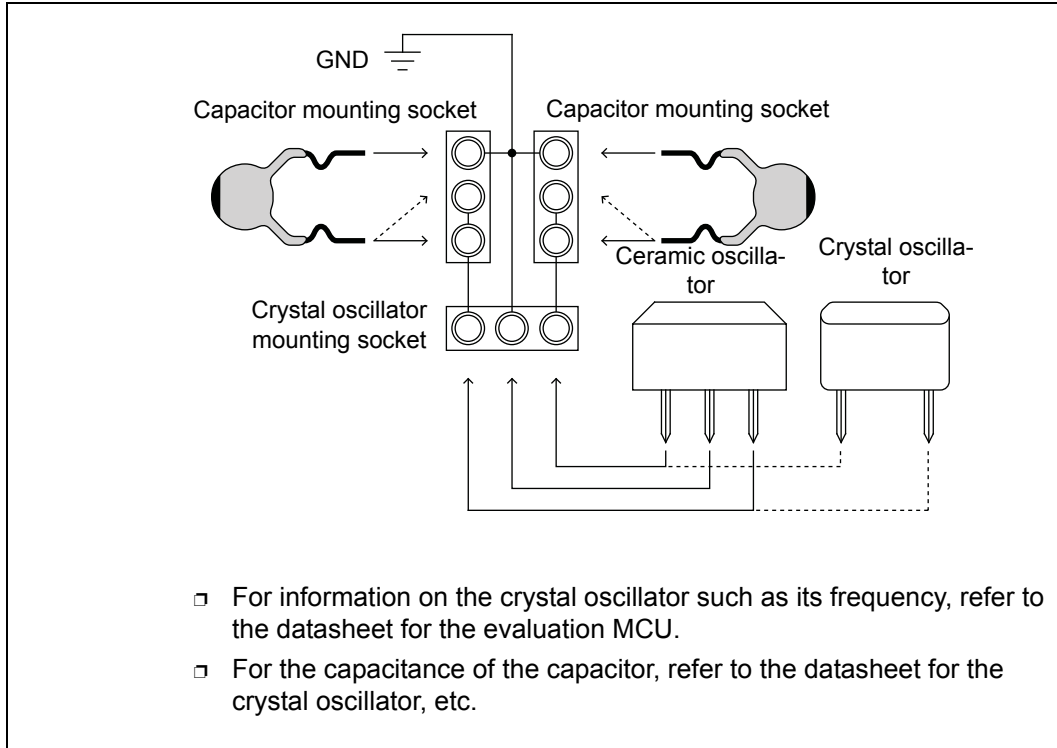 GND
Capacitor mounting socket
Capacitor mounting socket
Ceramic oscilla-
tor
Crystal oscilla-
tor
Crystal oscillator
mounting socket
❐ For information on the crystal oscillator such as its frequency, refer to
the datasheet for the evaluation MCU.
❐ For the capacitance of the capacitor, refer to the datasheet for the
crystal oscillator, etc.